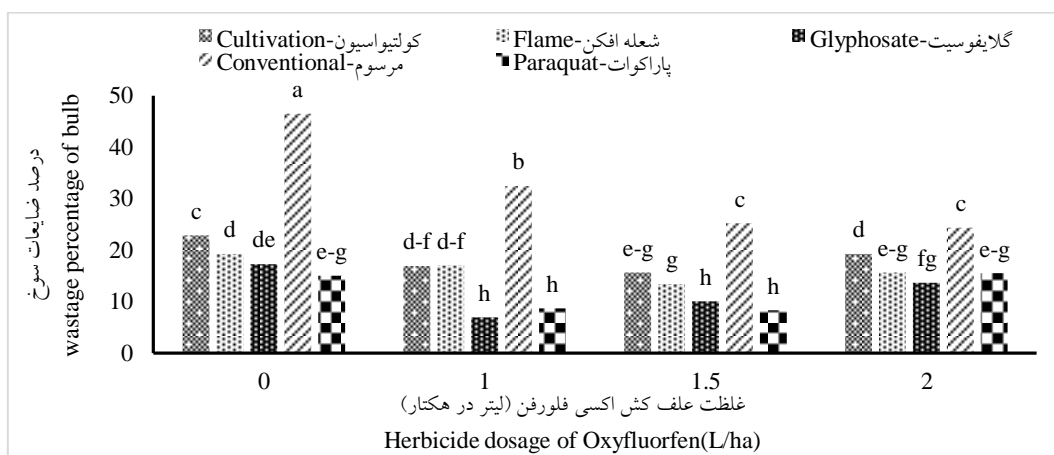 Cultivation-کولتیواسیون Flame-شعله افکن Glyphosate-گلایفوسیت
Conventional-مرسوم Paraquat-پاراکوات
درصد ضایعات سوخ
wastage percentage of bulb
50
40
30
20
10
0
c d de a e-g
d-f d-f h b h
e-g g h c h
d e-g fg c e-g
0 1 1.5 2
غلظت علف کش اکسی فلورفن (لیتر در هکتار)
Herbicide dosage of Oxyfluorfen(L/ha)